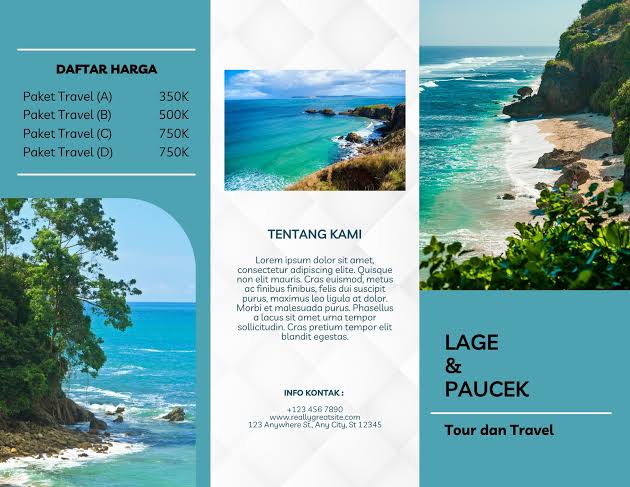 DAFTAR HARGA
Paket Travel (A) 350K
Paket Travel (B) 500K
Paket Travel (C) 750K
Paket Travel (D) 750K
TENTANG KAMI
Lorem ipsum dolor sit amet,
consectetur adipiscing elite. Quisque
non elit mauris. Cras euismod, metus
ac finibus finibus, felis dui suscipit
purus, maximus leo ligula at dolor.
Morbi et malesuada purus. Phasellus
a lacus sit amet urna tempor
sollicitudin. Cras pretium tempor elit
blandit egestas.
INFO KONTAK :
+123 456 7890
www.reallygreatsite.com
123 Anywhere St., Any City, St 12345
LAGE
&
PAUCEK
Tour dan Travel